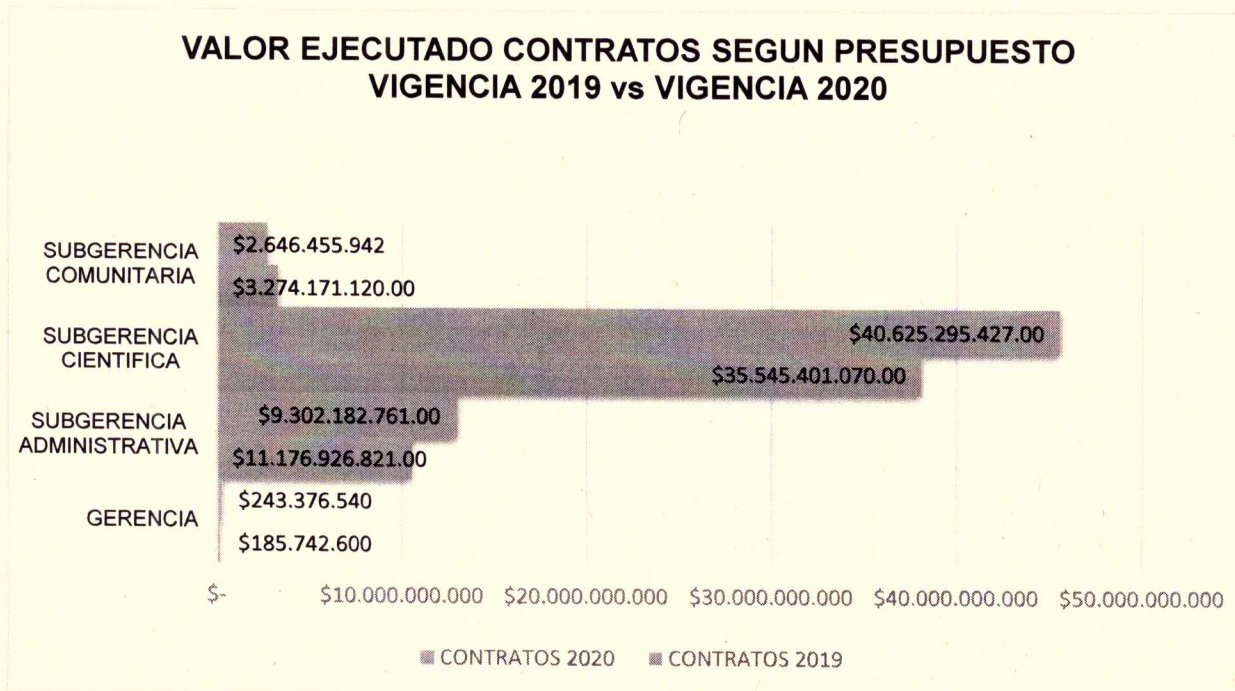 VALOR EJECUTADO CONTRATOS SEGUN PRESUPUESTO
VIGENCIA 2019 vs VIGENCIA 2020
SUBGERENCIA
COMUNITARIA
$2.646.455.942
$3.274.171.120.00
SUBGERENCIA
CIENTIFICA
$40.625.295.427.00
$35.545.401.070.00
SUBGERENCIA
ADMINISTRATIVA
$9.302.182.761.00
$11.176.926.821.00
GERENCIA
$243.376.540
$185.742.600
$-
$10.000.000.000
$20.000.000.000
$30.000.000.000
$40.000.000.000
$50.000.000.000
CONTRATOS 2020
CONTRATOS 2019